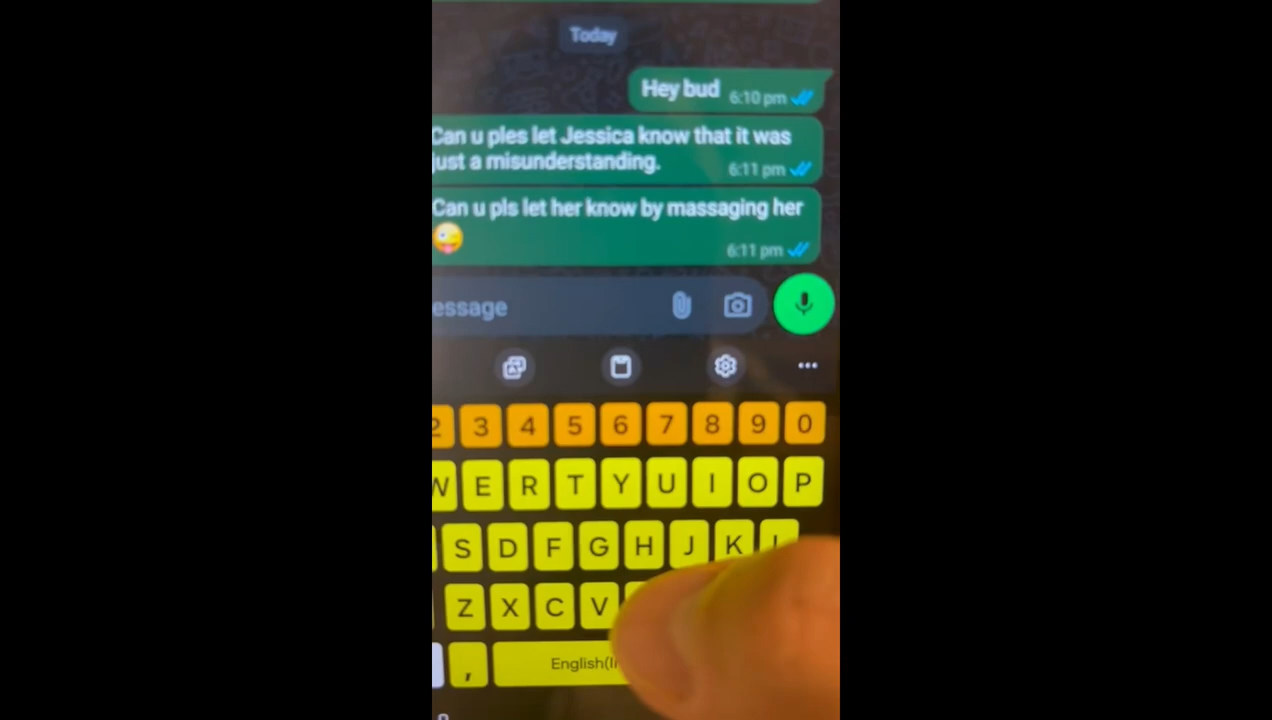 Today
Hey bud 6:10 pm
Can u ples let Jessica know that it was
just a misunderstanding. 6:11 pm
Can u pls let her know by massaging her
😜 6:11 pm
essage
2 3 4 5 6 7 8 9 0
W E R T Y U I O P
S D F G H J K L
Z X C V
, English(I